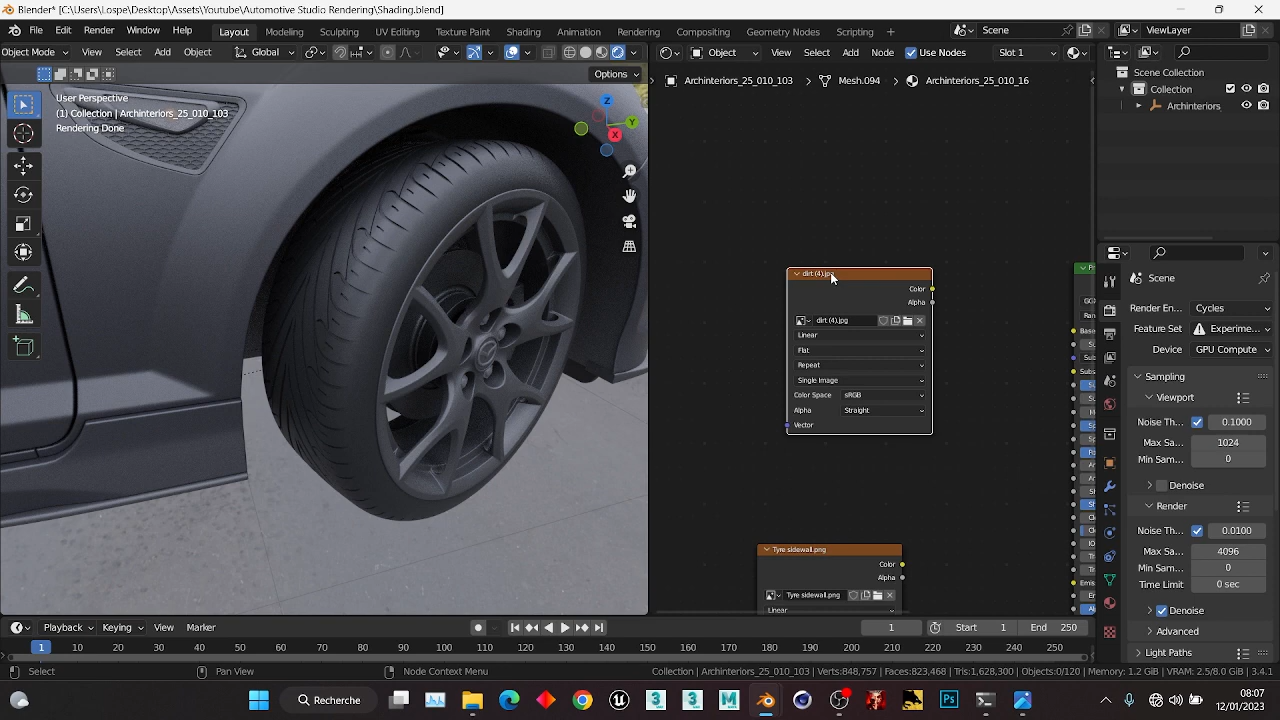 Blender* [C:\Users\Lospe\Desktop\Assets\Youtube\Automotive Studio Rendering\Shading.blend]
File Edit Render Window Help Layout Modeling Sculpting UV Editing Texture Paint Shading Animation Rendering Compositing Geometry Nodes Scripting + Scene ViewLayer
Object Mode View Select Add Object Global Object View Select Add Node Use Nodes Slot 1
Options
Archinteriors_25_010_103 > Mesh.094 > Archinteriors_25_010_16
User Perspective
(1) Collection | Archinteriors_25_010_103
Rendering Done
Z
Y
X
dirt (4).jpg
Color
Alpha
dirt (4).jpg
Linear
Flat
Repeat
Single Image
Color Space sRGB
Alpha Straight
Vector
Tyre sidewall.png
Color
Alpha
Tyre sidewall.png
Linear
Scene Collection
Collection
Archinteriors
Scene
Render En... Cycles
Feature Set Experime...
Device GPU Compute
Sampling
Viewport
Noise Th... 0.1000
Max Sa... 1024
Min Sam... 0
Denoise
Render
Noise Th... 0.0100
Max Sa... 4096
Min Sam... 0
Time Limit 0 sec
Denoise
Advanced
Light Paths
Playback Keying View Marker 1 Start 1 End 250
1 10 20 30 40 50 60 70 80 90 100 110 120 130 140 150 160 170 180 190 200 210 220 230 240 250
Select Pan View Node Context Menu Collection | Archinteriors_25_010_103 | Verts:848,757 | Faces:823,468 | Tris:1,628,300 | Objects:0/120 | Memory: 1.2 GiB | VRAM: 2.5/8.0 GiB | 3.4.1
Recherche
08:07
12/01/2023